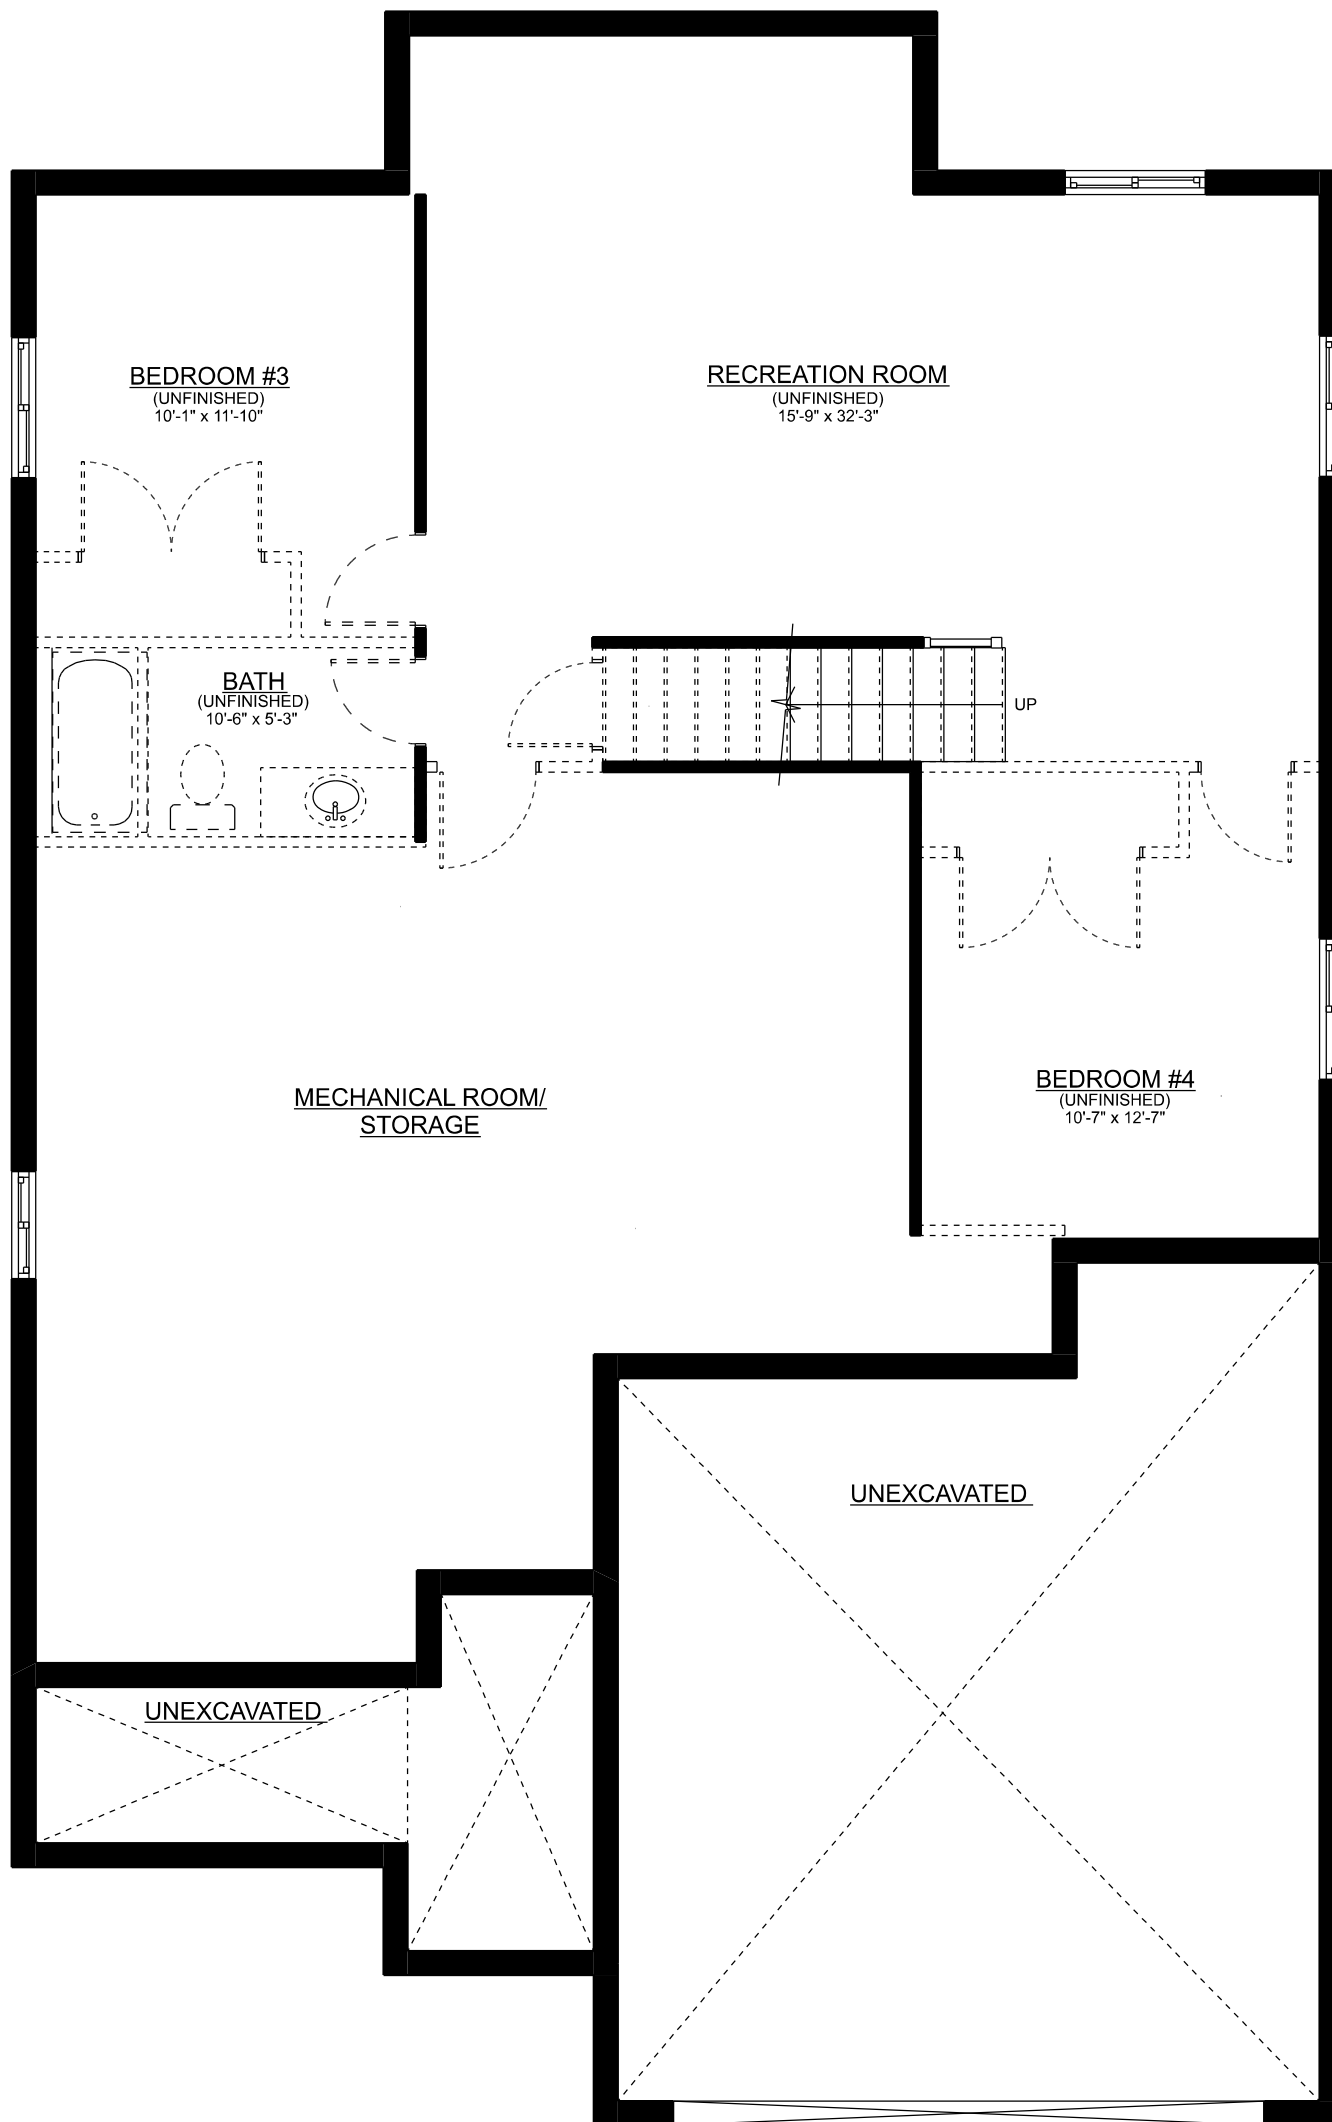 BEDROOM #3
(UNFINISHED)
10'-1" x 11'-10"
RECREATION ROOM
(UNFINISHED)
15'-9" x 32'-3"
BATH
(UNFINISHED)
10'-6" x 5'-3"
UP
MECHANICAL ROOM/
STORAGE
BEDROOM #4
(UNFINISHED)
10'-7" x 12'-7"
UNEXCAVATED
UNEXCAVATED